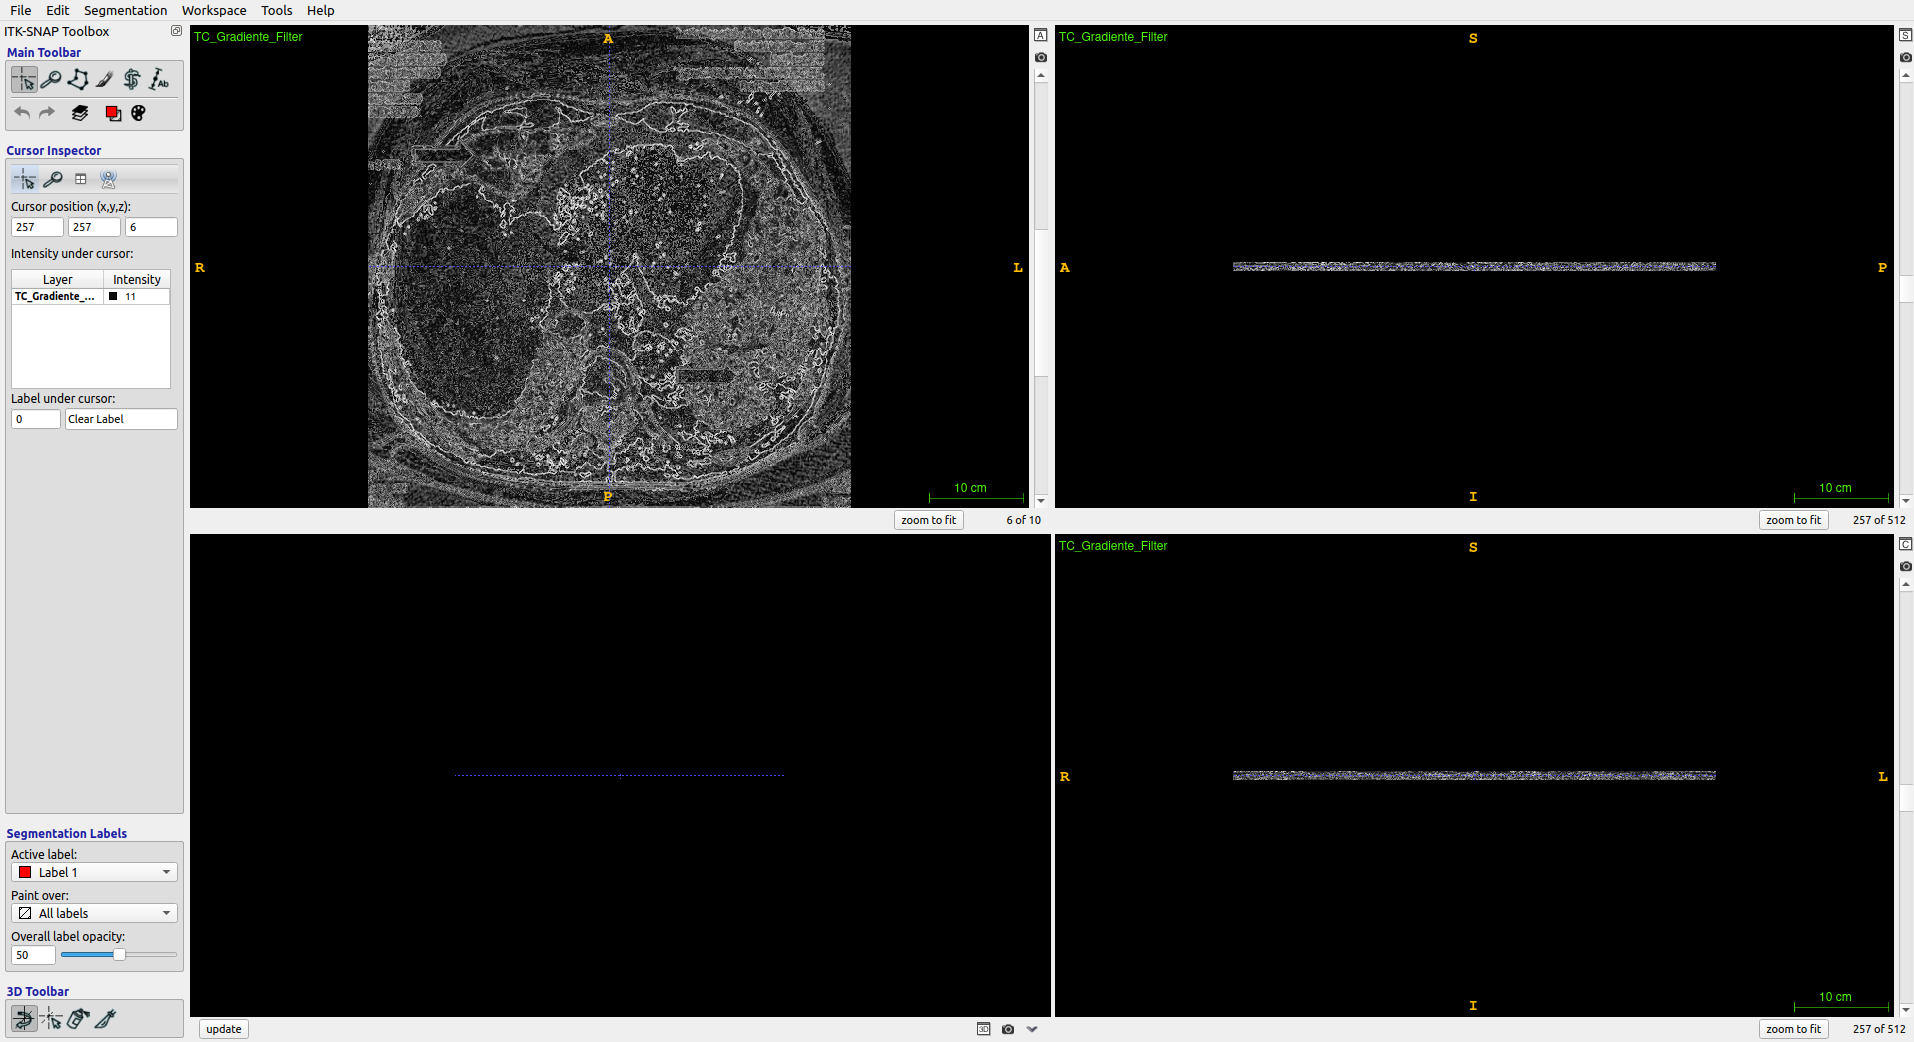 File Edit Segmentation Workspace Tools Help
ITK-SNAP Toolbox
Main Toolbar
Ab
Cursor Inspector
Cursor position (x,y,z):
257 257 6
Intensity under cursor:
Layer Intensity
TC_Gradiente_... 11
Label under cursor:
0 Clear Label
Segmentation Labels
Active label:
Label 1
Paint over:
All labels
Overall label opacity:
50
3D Toolbar
TC_Gradiente_Filter
A
R
L
P
10 cm
A
zoom to fit 6 of 10
TC_Gradiente_Filter
S
A
P
I
10 cm
S
zoom to fit 257 of 512
update
3D
TC_Gradiente_Filter
S
R
L
I
10 cm
C
zoom to fit 257 of 512